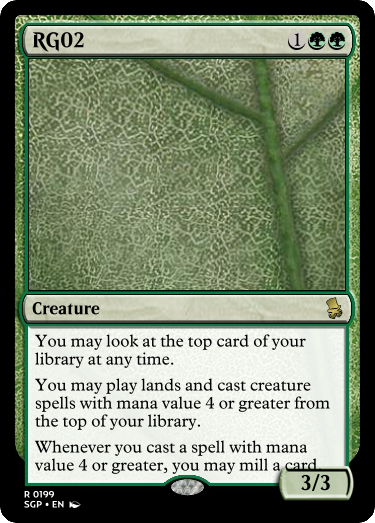 RG02 1
Creature
You may look at the top card of your
library at any time.
You may play lands and cast creature
spells with mana value 4 or greater from
the top of your library.
Whenever you cast a spell with mana
value 4 or greater, you may mill a card.
3/3
R 0199
SGP • EN